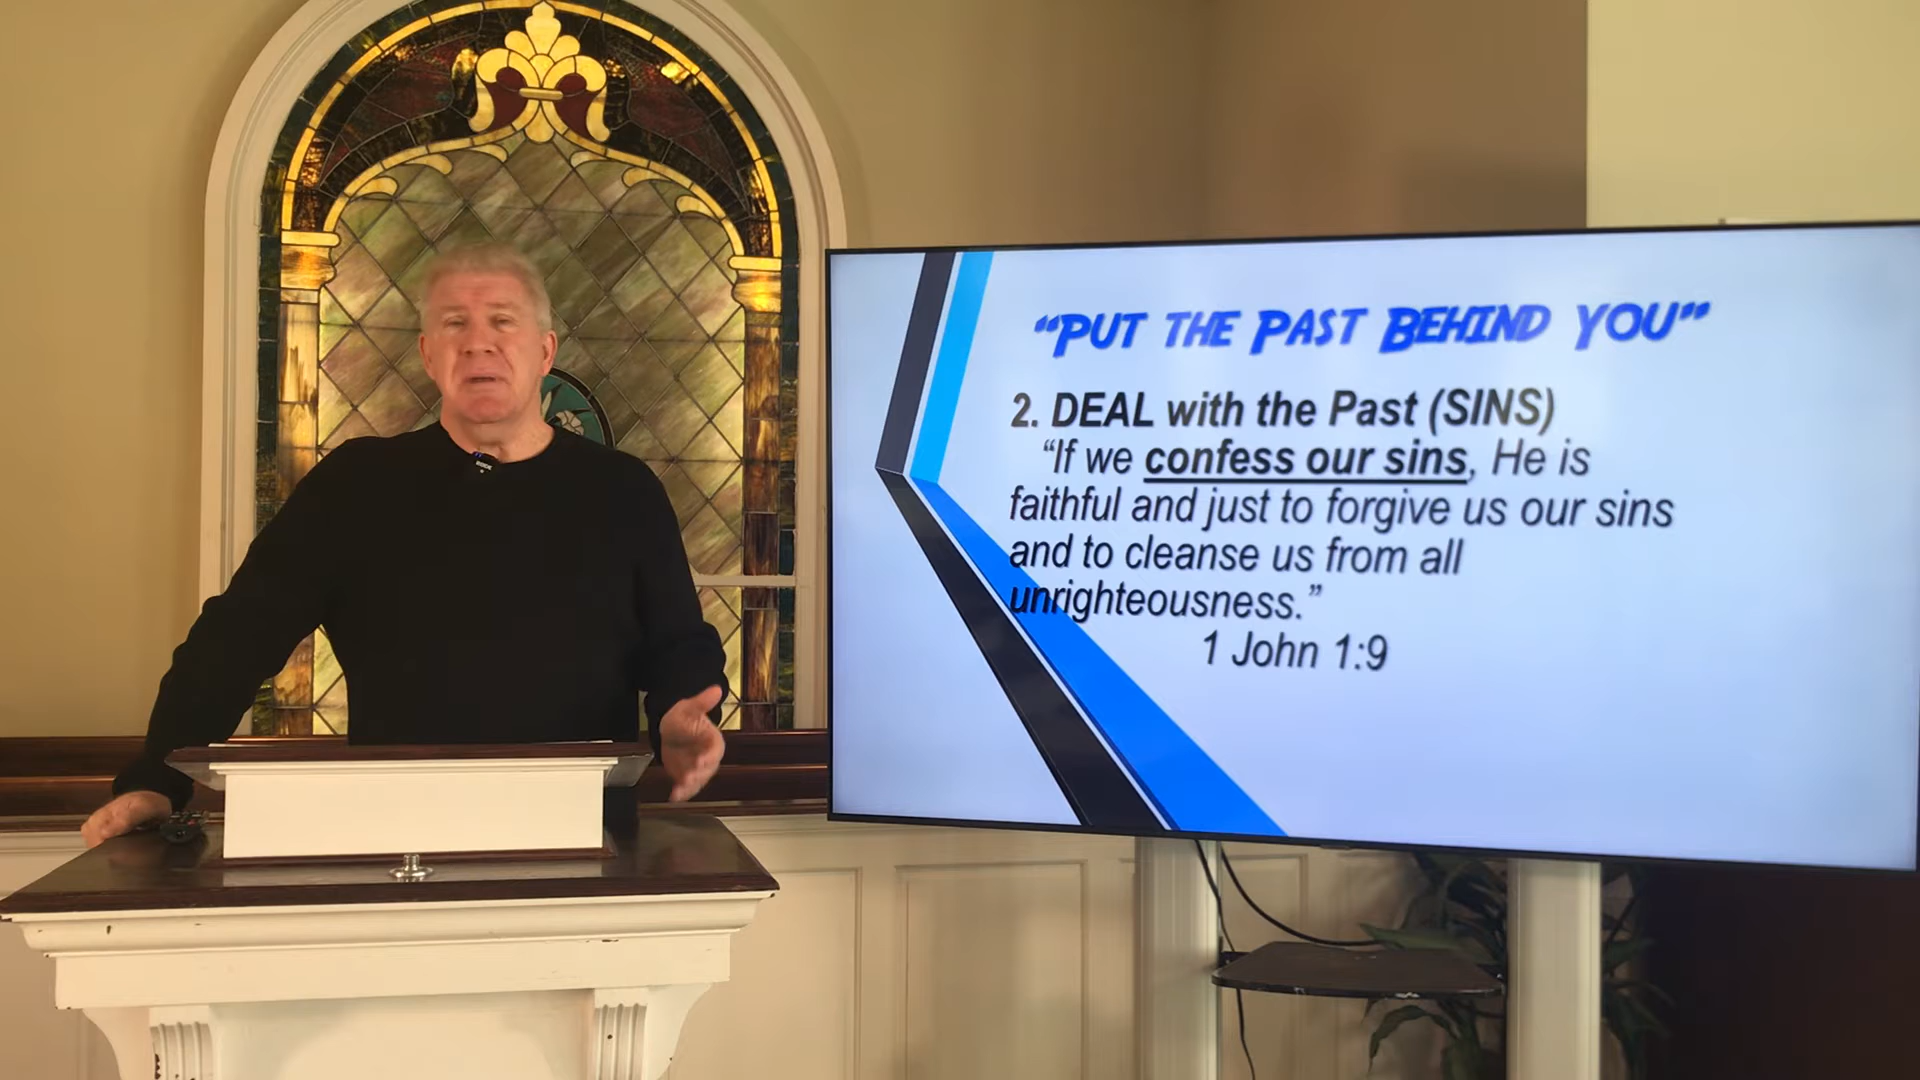 “PUT THE PAST BEHIND YOU”
2. DEAL with the Past (SINS)
“If we confess our sins, He is
faithful and just to forgive us our sins
and to cleanse us from all
unrighteousness.”
1 John 1:9
RODE